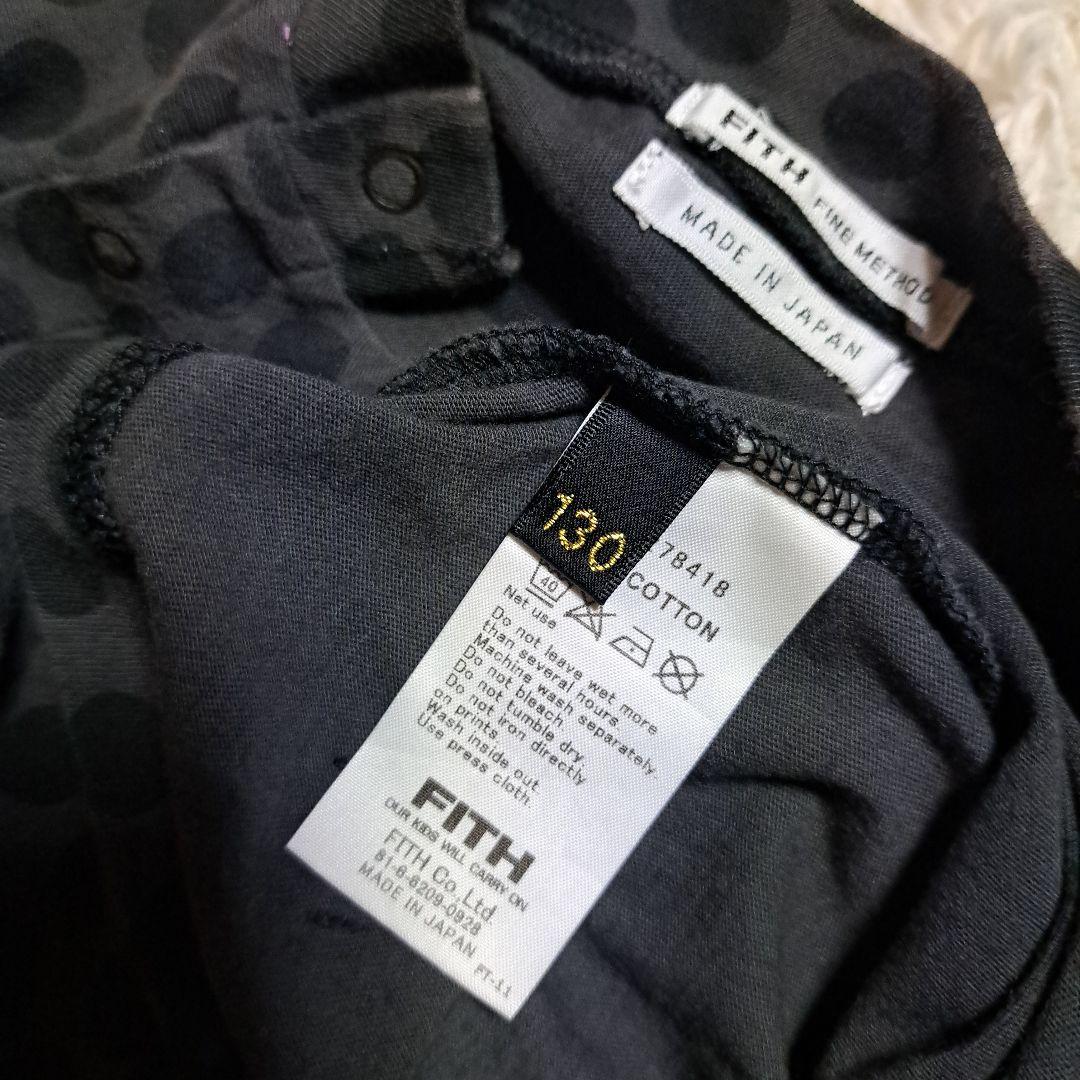 FITH FINE METHOD
MADE IN JAPAN
130
78418
COTTON
40
Net use
Do not leave wet more
than several hours.
Machine wash separately.
Do not bleach.
Do not tumble dry.
Do not iron directly
on prints.
Wash inside out
Use press cloth.
FITH
OUR KIDS WILL CARRY ON
FITH Co., Ltd
81-6-6209-0928
MADE IN JAPAN
FT-11